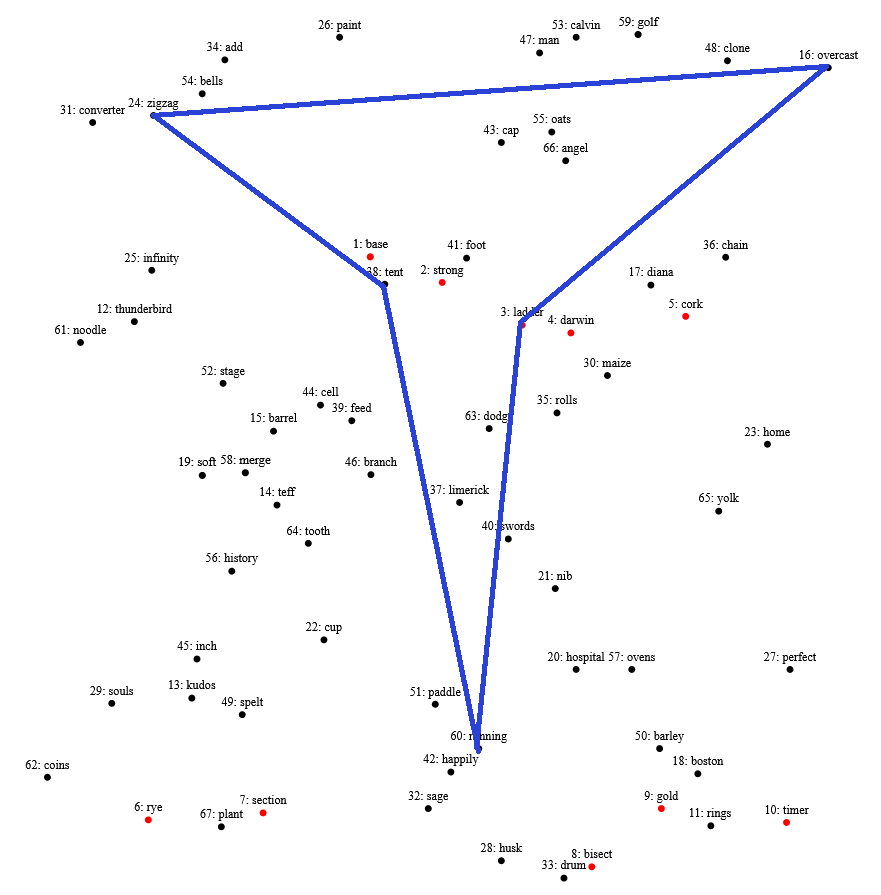 59: golf
53: calvin
26: paint
47: man
34: add
48: clone
16: overcast
54: bells
24: zigzag
31: converter
55: oats
43: cap
66: angel
1: base
41: foot
36: chain
25: infinity
38: tent
2: strong
17: diana
12: thunderbird
5: cork
3: ladder
4: darwin
61: noodle
30: maize
52: stage
44: cell
39: feed
35: rolls
15: barrel
63: dodge
23: home
19: soft
58: merge
46: branch
14: teff
37: limerick
65: yolk
64: tooth
40: swords
56: history
21: nib
22: cup
45: inch
20: hospital
57: ovens
27: perfect
13: kudos
29: souls
51: paddle
49: spelt
60: running
50: barley
42: happily
18: boston
62: coins
6: rye
7: section
32: sage
9: gold
67: plant
11: rings
10: timer
28: husk
8: bisect
33: drum